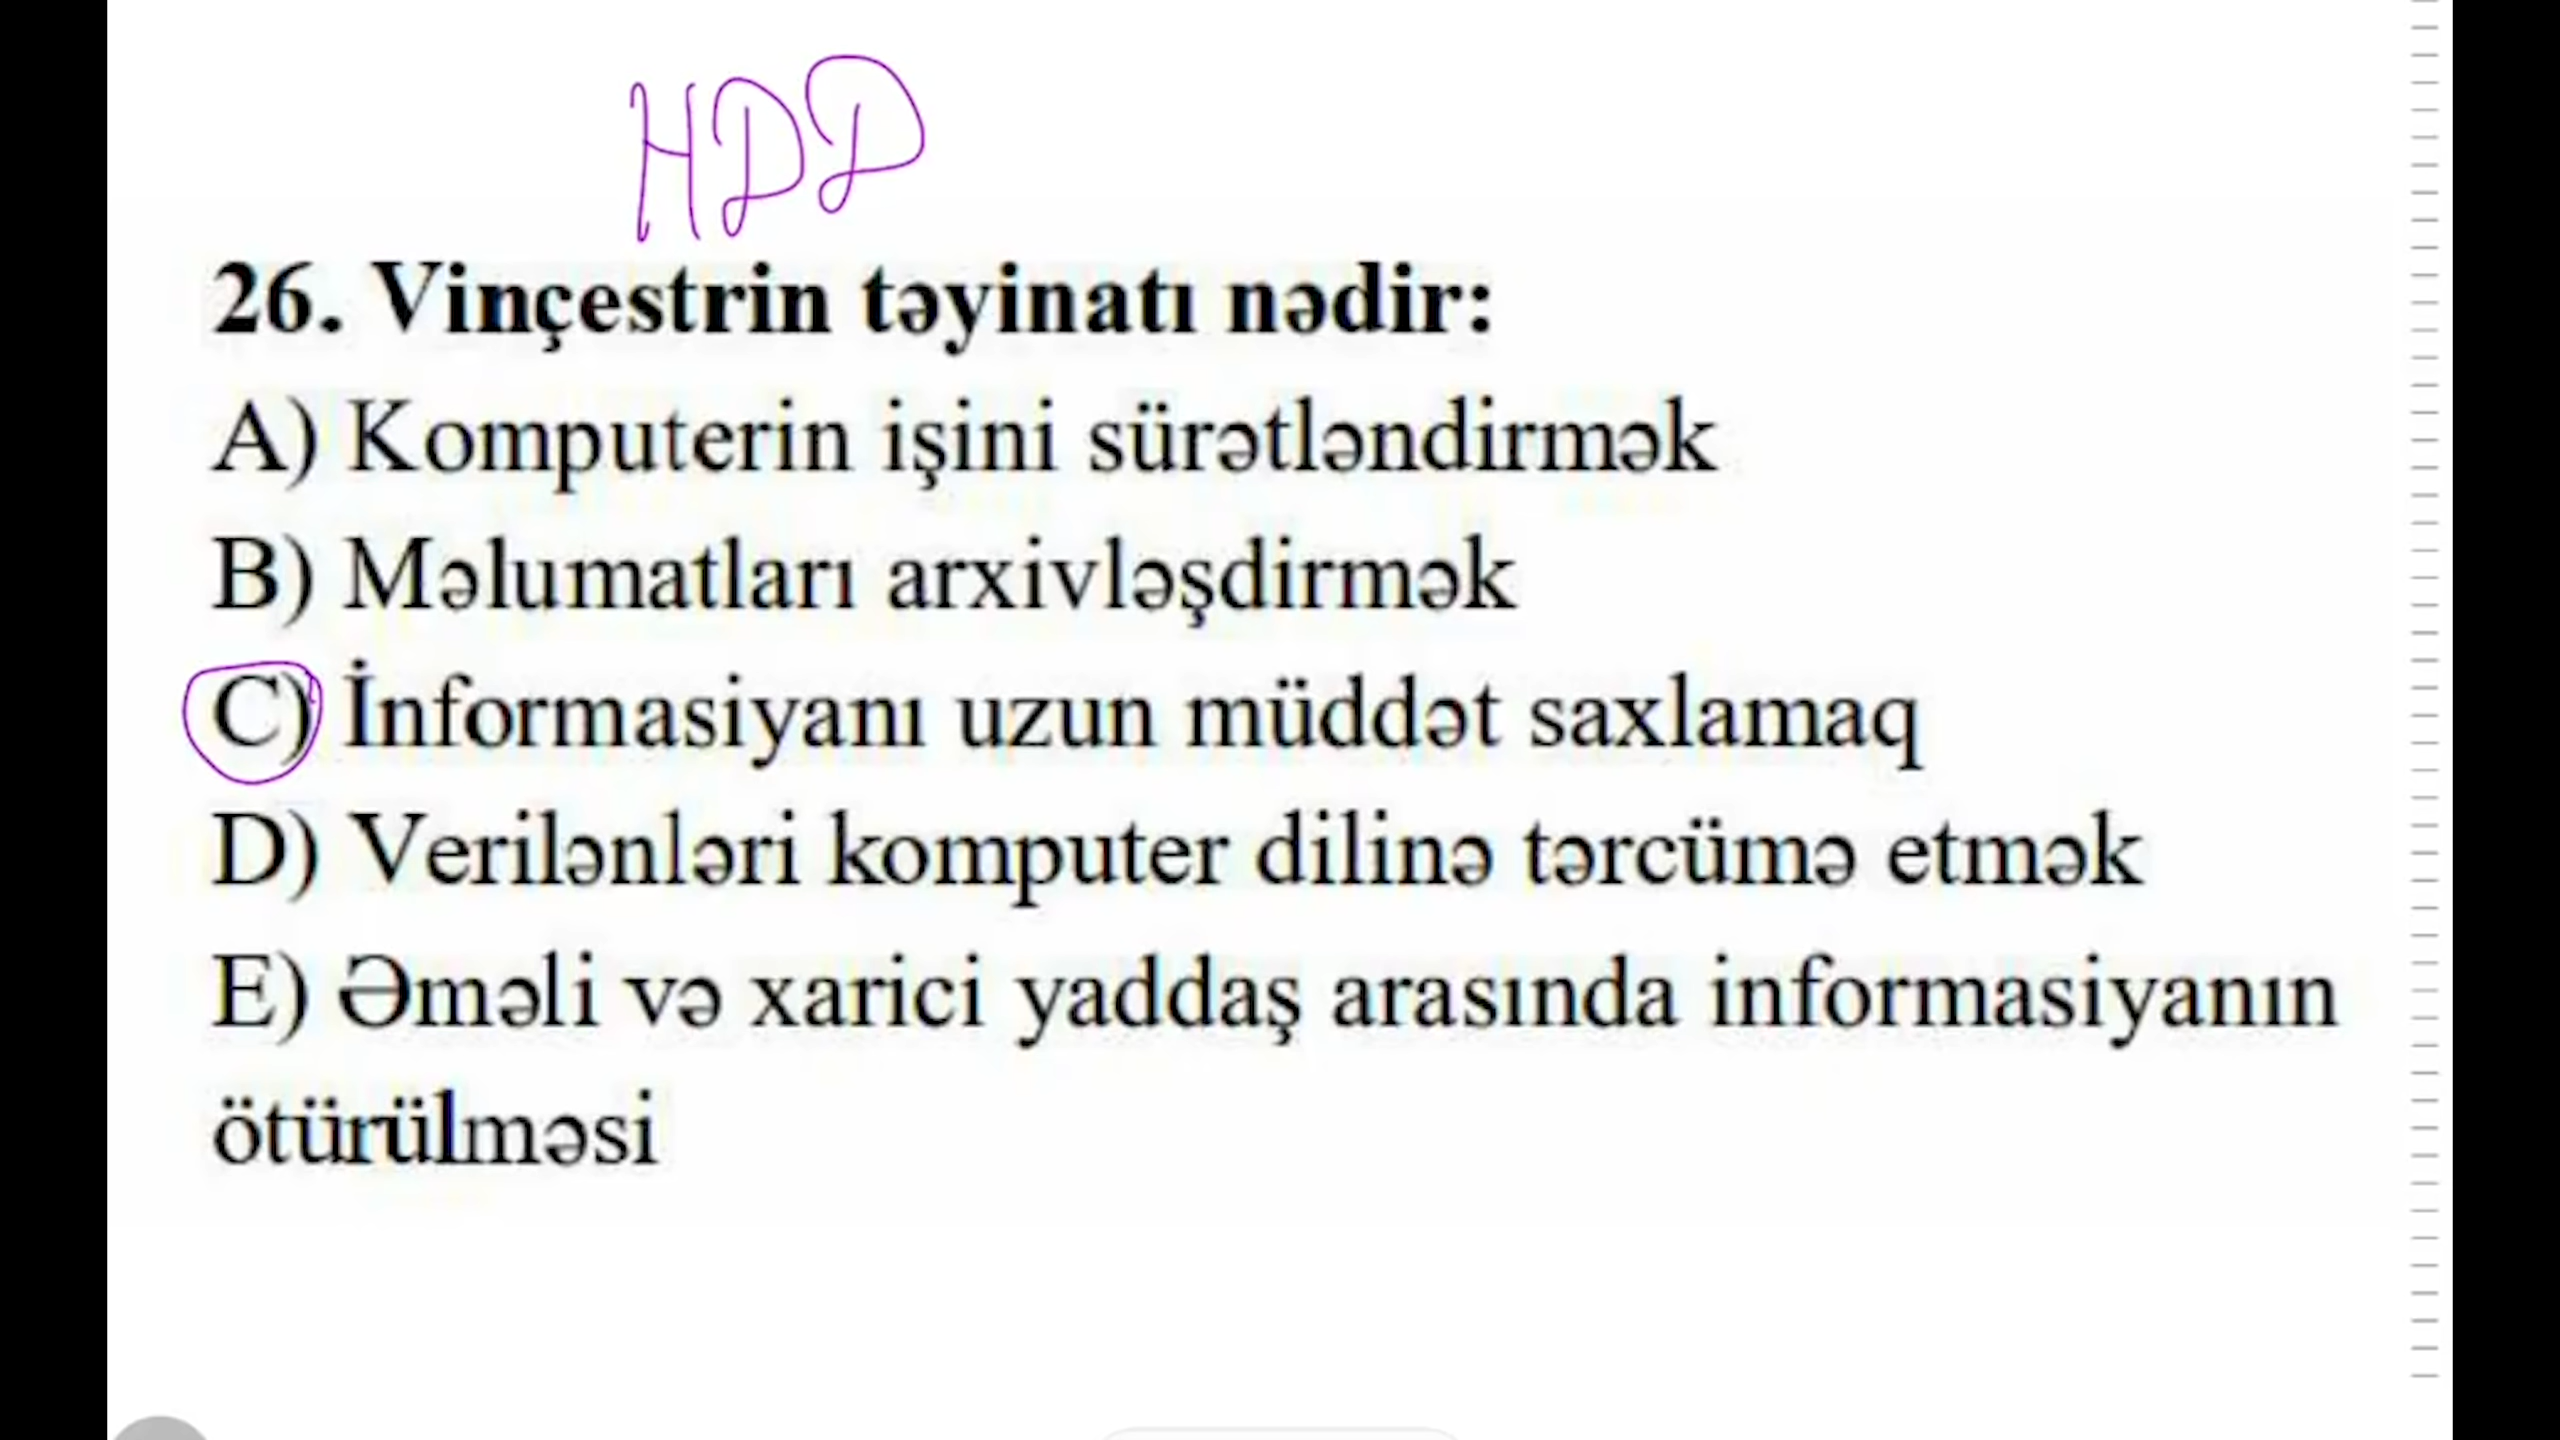 HDD
26. Vinçestrin təyinatı nədir:
A) Komputerin işini sürətləndirmək
B) Məlumatları arxivləşdirmək
C) İnformasiyanı uzun müddət saxlamaq
D) Verilənləri komputer dilinə tərcümə etmək
E) Əməli və xarici yaddaş arasında informasiyanın
ötürülməsi